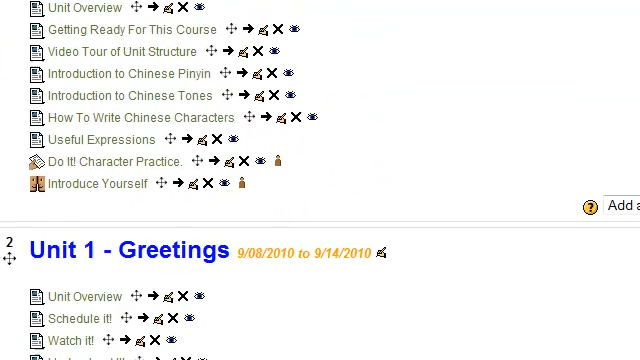 Unit Overview
Getting Ready For This Course
Video Tour of Unit Structure
Introduction to Chinese Pinyin
Introduction to Chinese Tones
How To Write Chinese Characters
Useful Expressions
Do It! Character Practice.
Introduce Yourself
Add a
2
Unit 1 - Greetings 9/08/2010 to 9/14/2010
Unit Overview
Schedule it!
Watch it!